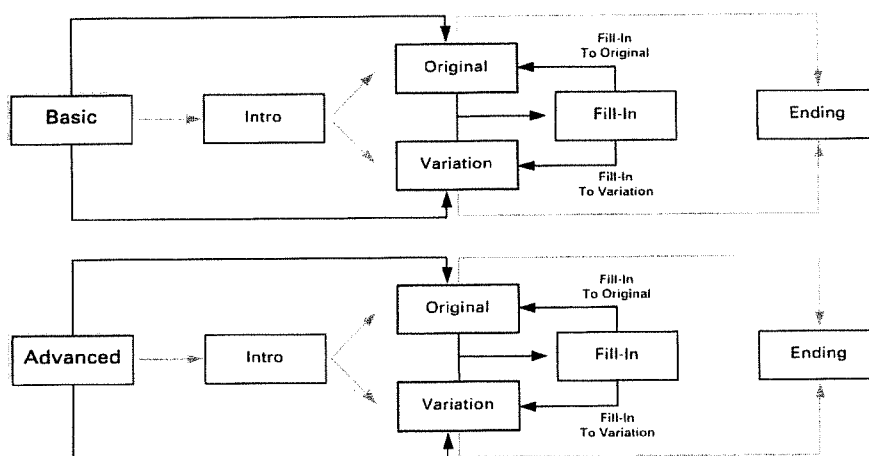 Fill-In
To Original
Original
Basic
Intro
Fill-In
Ending
Variation
Fill-In
To Variation
Fill-In
To Original
Original
Advanced
Intro
Fill-In
Ending
Variation
Fill-In
To Variation